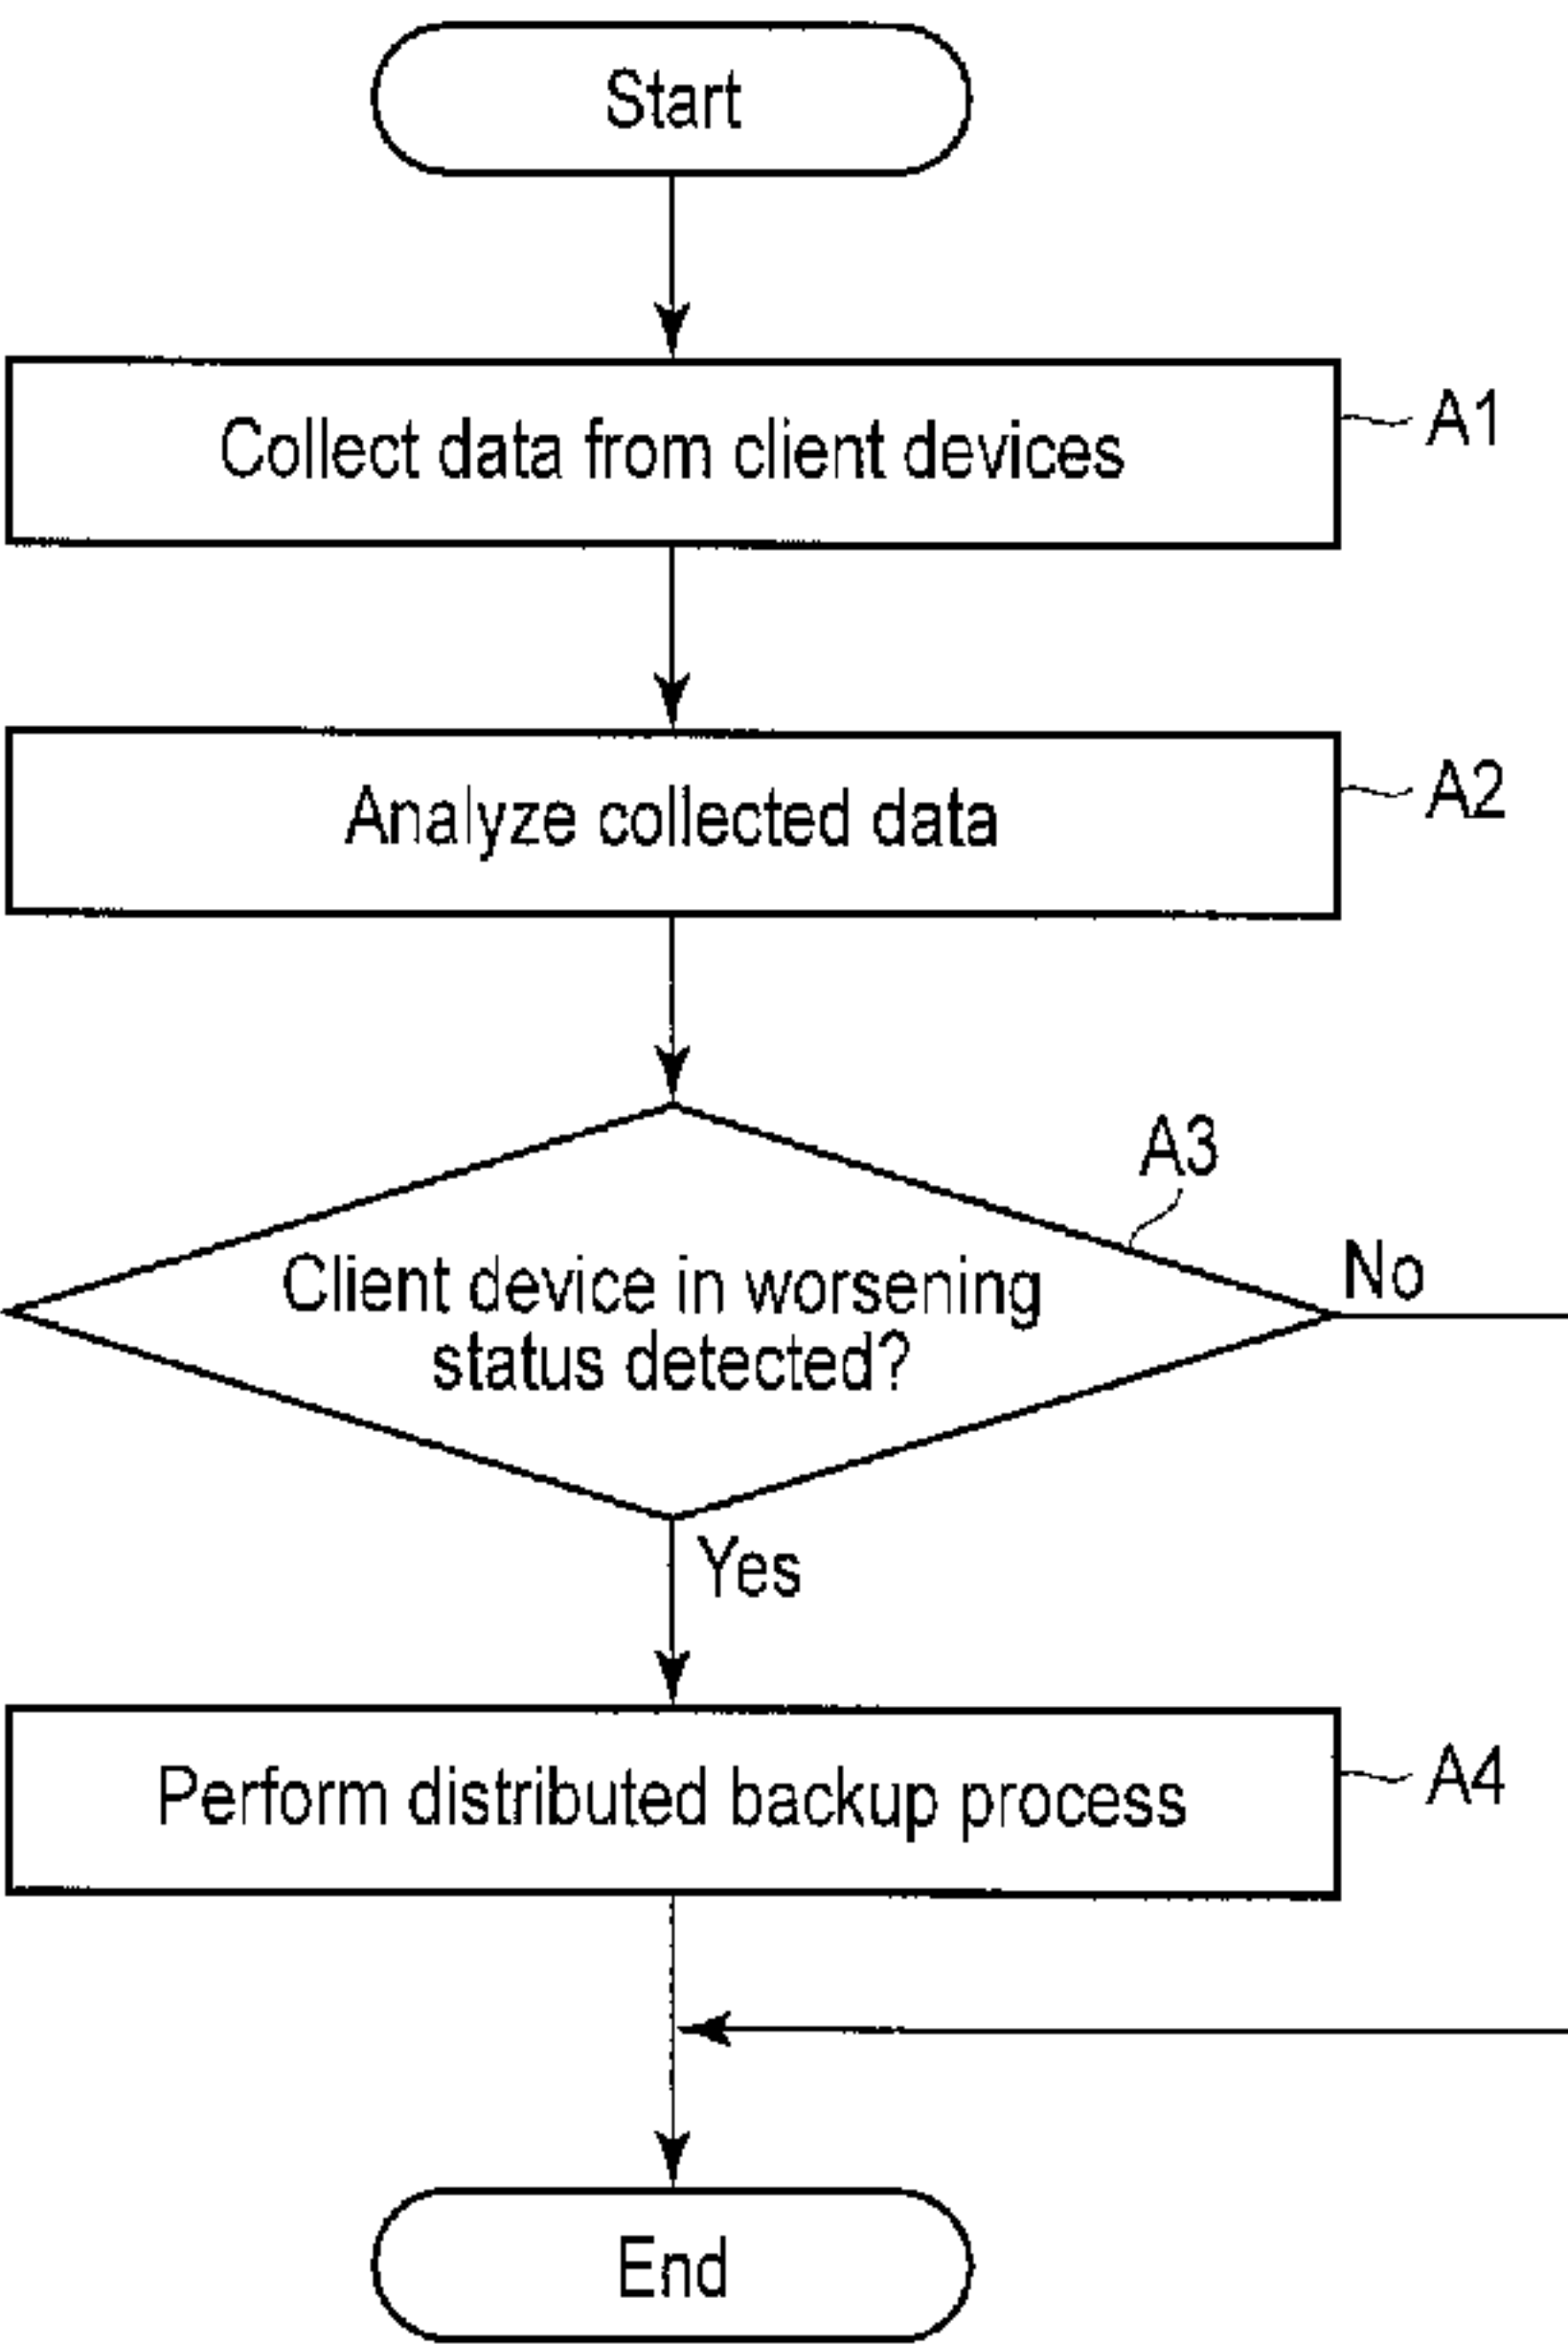 Start
Collect data from client devices
A1
Analyze collected data
A2
A3
Client device in worsening
status detected?
No
Yes
Perform distributed backup process
A4
End